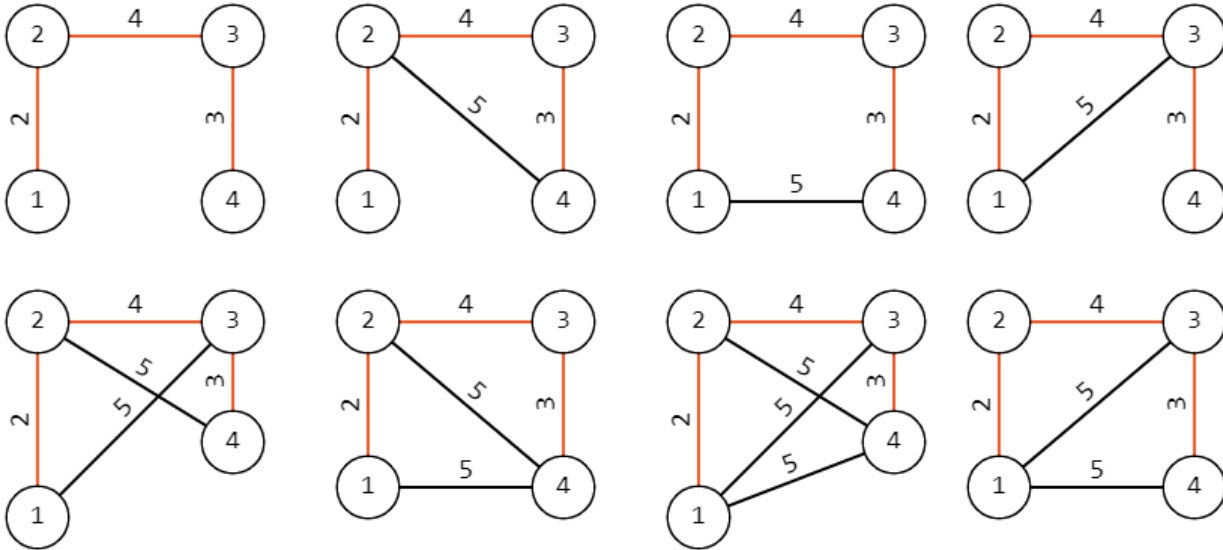 4 4 4 4
2 3 2 3 2 3 2 3
2 3 2 5 3 2 3 2 5 3
1 4 1 4 1 5 4 1 4
4 4 4 4
2 3 2 3 2 3 2 3
5 3 5 5 3 5
2 5 2 3 2 5 2 3
4 4
1 5 4 5 1 5 4
1 1